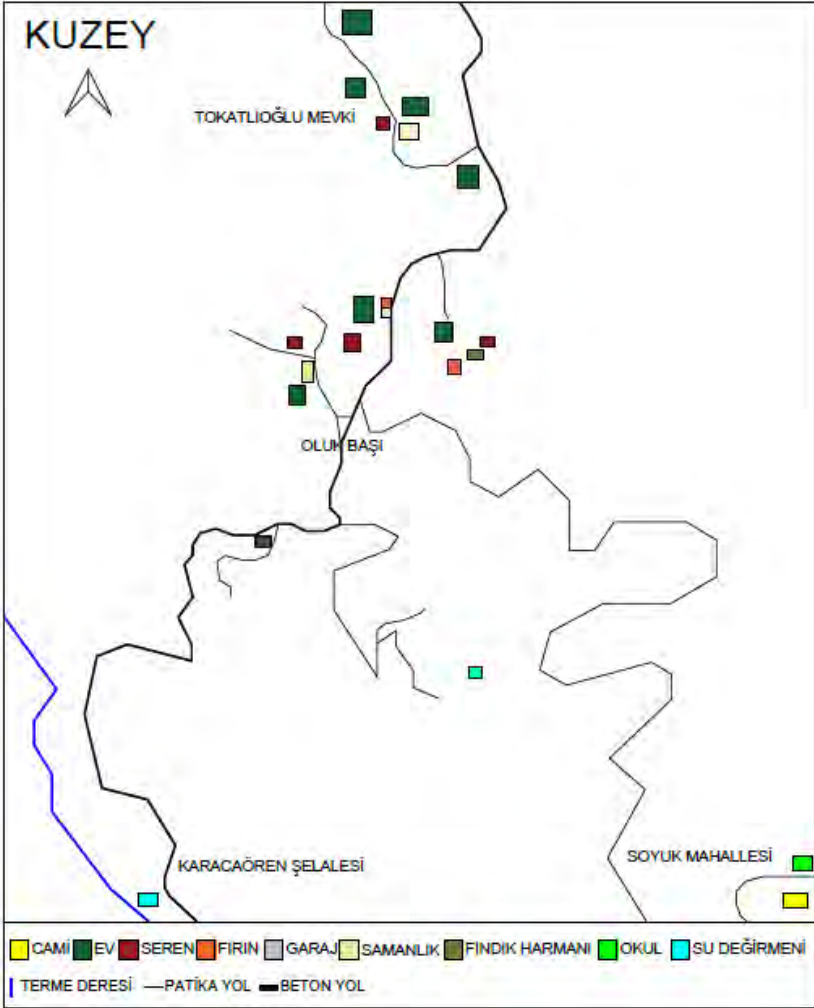 KUZEY
TOKATLIOĞLU MEVKİ
OLUK BAŞI
KARACAÖREN ŞELALESİ
SOYUK MAHALLESİ
CAMİ EV SEREN FIRIN GARAJ SAMANLIK FINDIK HARMANI OKUL SU DEĞİRMENİ
TERME DERESİ PATİKA YOL BETON YOL